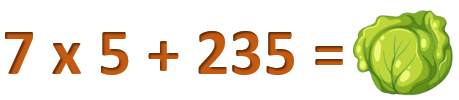 7 x 5 + 235 =